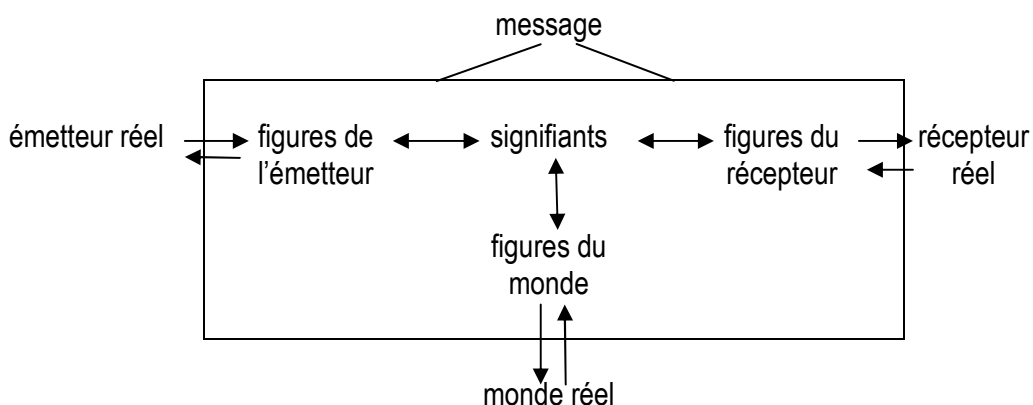 message
émetteur réel
figures de
l’émetteur
signifiants
figures du
récepteur
récepteur
réel
figures du
monde
monde réel